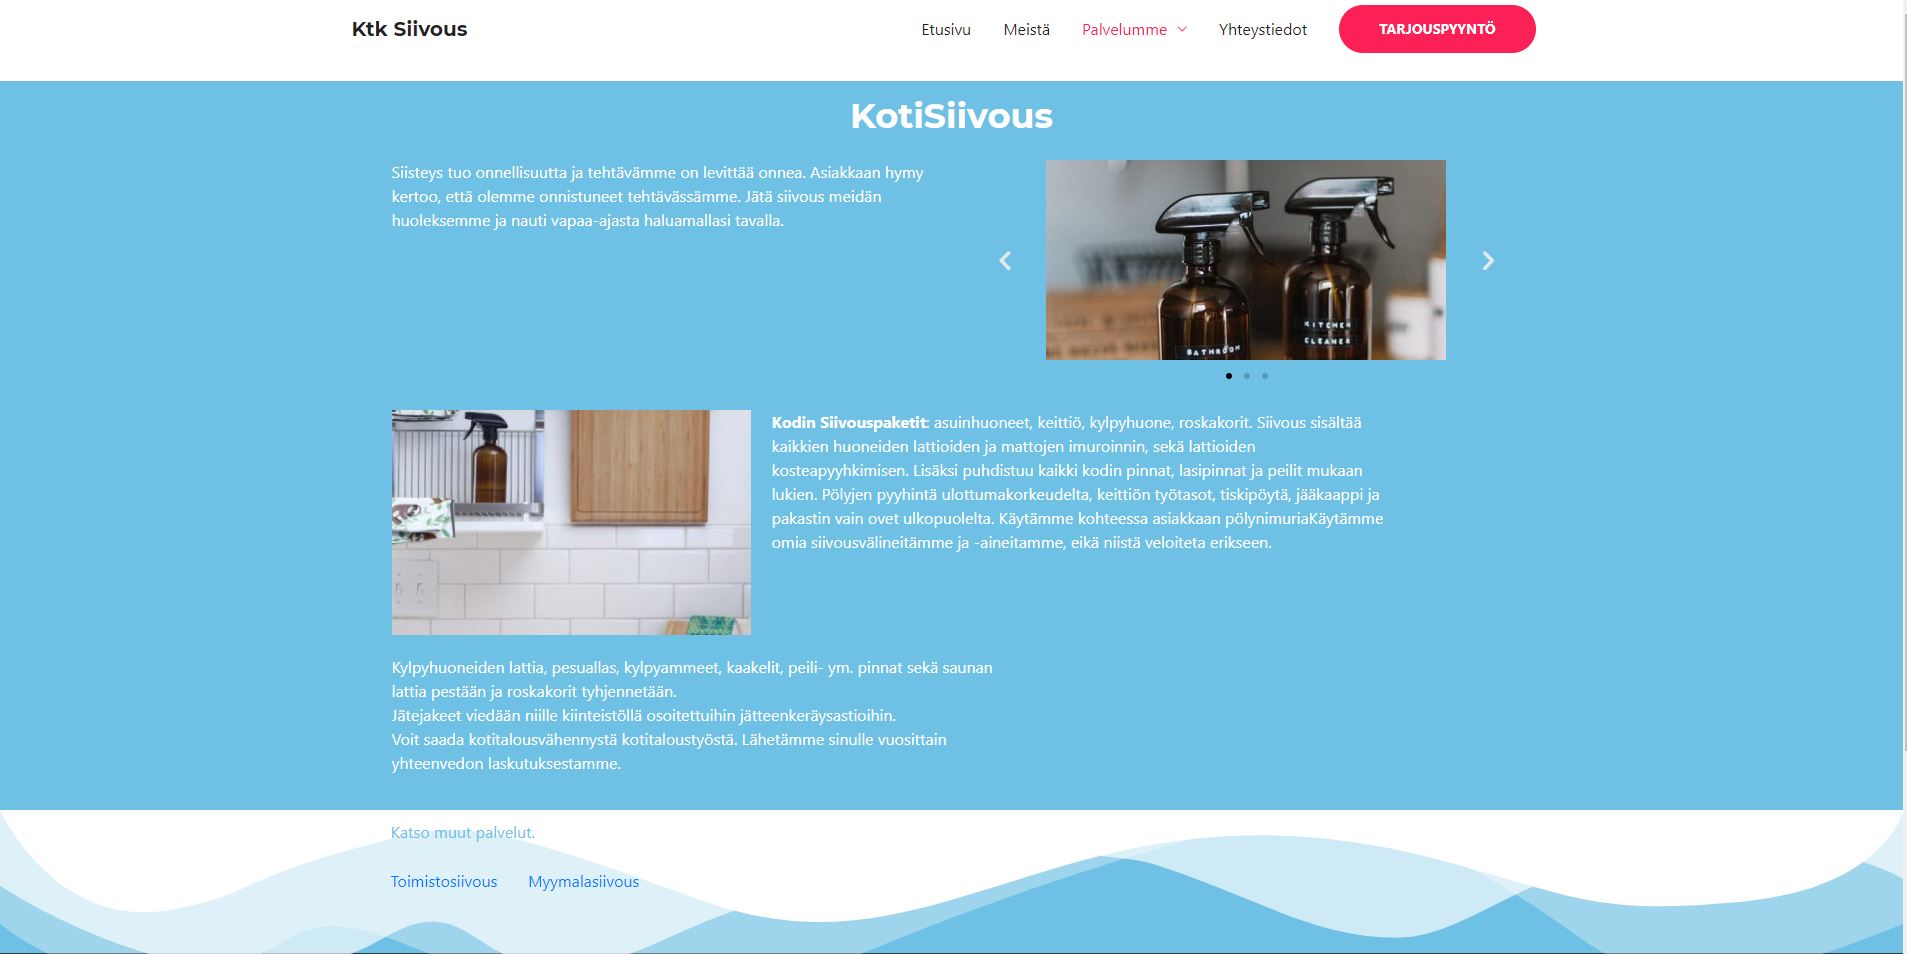 Ktk Siivous
Etusivu Meistä Palvelumme Yhteystiedot TARJOUSPYYNTÖ
KotiSiivous
Siisteys tuo onnellisuutta ja tehtävämme on levittää onnea. Asiakkaan hymy
kertoo, että olemme onnistuneet tehtävässämme. Jätä siivous meidän
huoleksemme ja nauti vapaa-ajasta haluamallasi tavalla.
BATHROOM
KITCHEN
CLEANER
Kodin Siivouspaketit: asuinhuoneet, keittiö, kylpyhuone, roskakorit. Siivous sisältää
kaikkien huoneiden lattioiden ja mattojen imuroinnin, sekä lattioiden
kosteapyyhkimisen. Lisäksi puhdistuu kaikki kodin pinnat, lasipinnat ja peilit mukaan
lukien. Pölyjen pyyhintä ulottumakorkeudelta, keittiön työtasot, tiskipöytä, jääkaappi ja
pakastin vain ovet ulkopuolelta. Käytämme kohteessa asiakkaan pölynimuriaKäytämme
omia siivousvälineitämme ja -aineitamme, eikä niistä veloiteta erikseen.
Kylpyhuoneiden lattia, pesuallas, kylpyammeet, kaakelit, peili- ym. pinnat sekä saunan
lattia pestään ja roskakorit tyhjennetään.
Jätejakeet viedään niille kiinteistöllä osoitettuihin jätteenkeräysastioihin.
Voit saada kotitalousvähennystä kotitaloustyöstä. Lähetämme sinulle vuosittain
yhteenvedon laskutuksestamme.
Katso muut palvelut.
Toimistosiivous Myymalasiivous